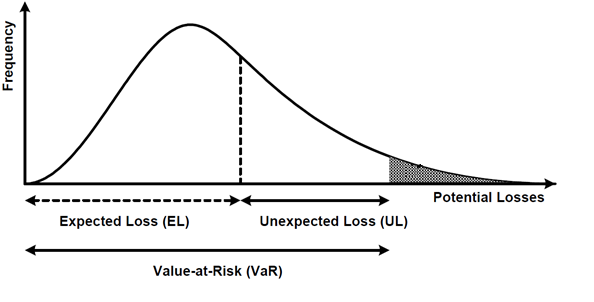 Frequency
Potential Losses
Expected Loss (EL)
Unexpected Loss (UL)
Value-at-Risk (VaR)